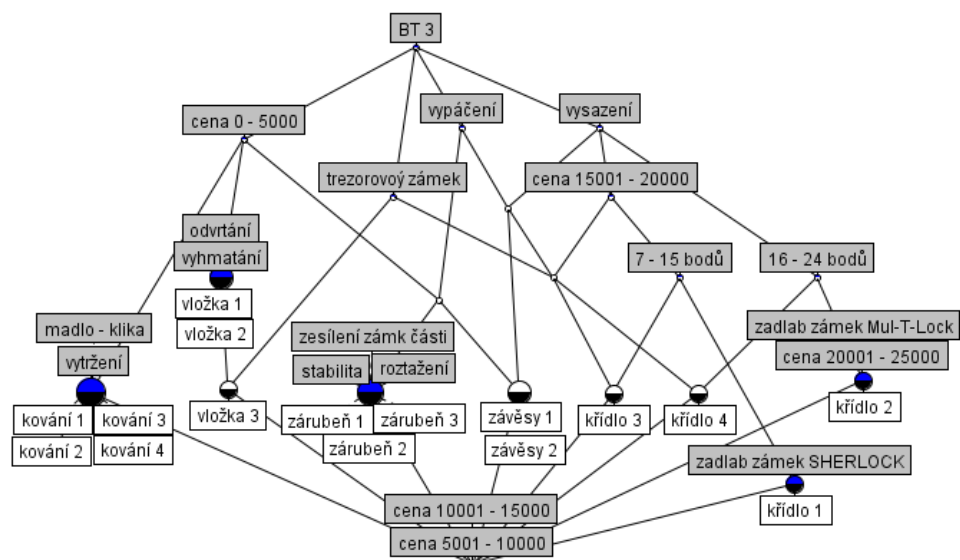 BT 3
cena 0 - 5000
vypáčení
vysazení
trezorovoý zámek
cena 15001 - 20000
odvrtání
vyhmatání
7 - 15 bodů
16 - 24 bodů
vložka 1
vložka 2
madlo - klika
vytržení
zesílení zámk části
stabilita
roztažení
zadlab zámek Mul-T-Lock
cena 20001 - 25000
kování 1
kování 3
kování 2
kování 4
vložka 3
zárubeň 1
zárubeň 3
zárubeň 2
závěsy 1
závěsy 2
křídlo 3
křídlo 4
křídlo 2
zadlab zámek SHERLOCK
křídlo 1
cena 10001 - 15000
cena 5001 - 10000